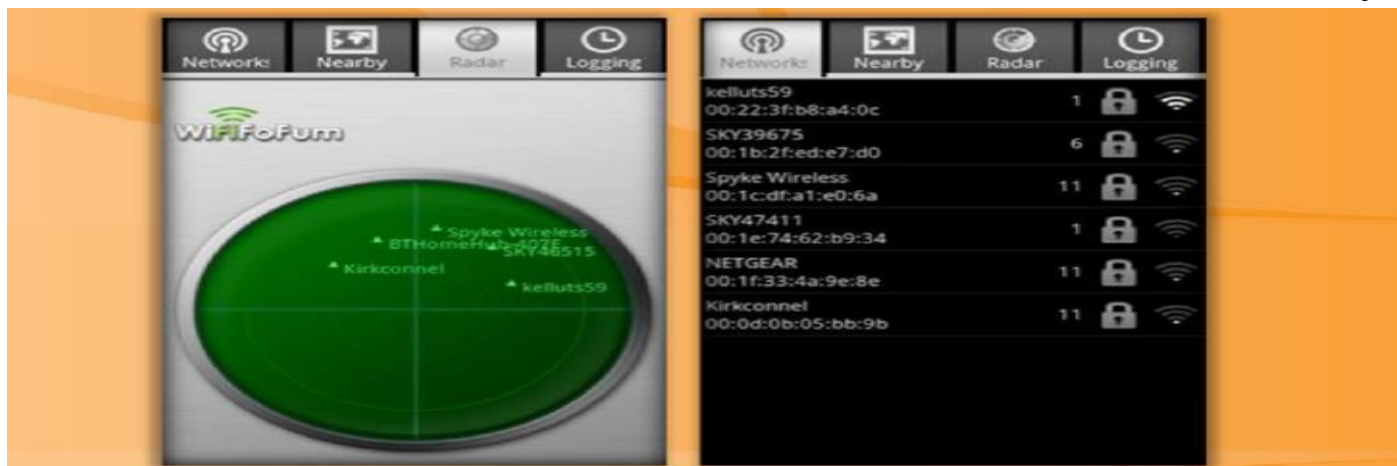 Networks Nearby Radar Logging
WiFiFoFum
Spyke Wireless
BTHomeHub-407E
SKY46515
Kirkconnel
kelluts59
Networks Nearby Radar Logging
kelluts59
00:22:3f:b8:a4:0c 1
SKY39675
00:1b:2f:ed:e7:d0 6
Spyke Wireless
00:1c:df:a1:e0:6a 11
SKY47411
00:1e:74:62:b9:34 1
NETGEAR
00:1f:33:4a:9e:8e 11
Kirkconnel
00:0d:0b:05:bb:9b 11